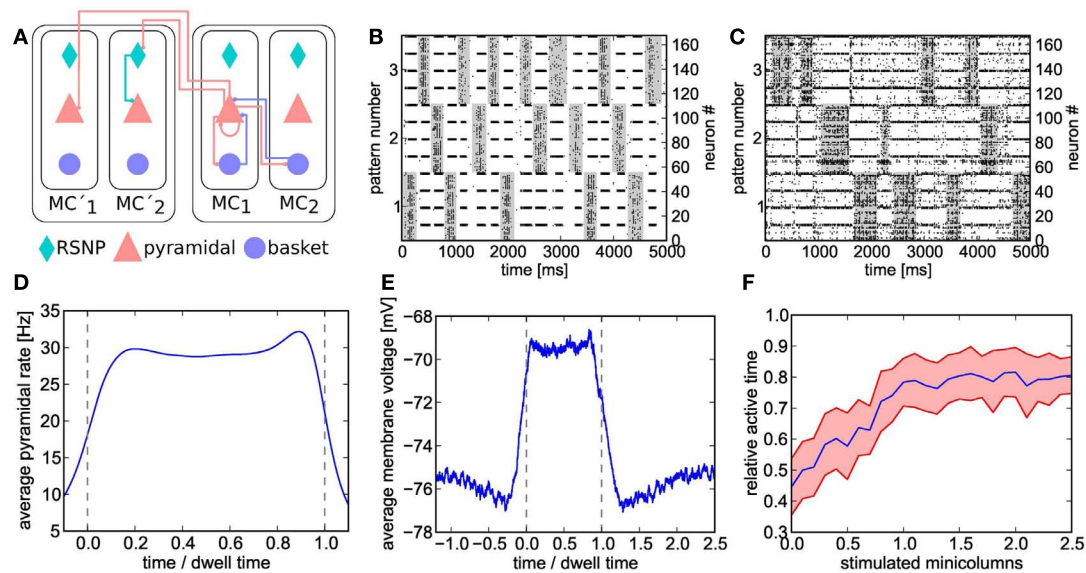 A
MC´1 MC´2 MC1 MC2
RSNP pyramidal basket
B
pattern number
3
2
1
160
140
120
100
80
60
40
20
0
neuron #
0 1000 2000 3000 4000 5000
time [ms]
C
pattern number
3
2
1
160
140
120
100
80
60
40
20
0
neuron #
0 1000 2000 3000 4000 5000
time [ms]
D
average pyramidal rate [Hz]
35
30
25
20
15
10
5
0.0 0.2 0.4 0.6 0.8 1.0
time / dwell time
E
average membrane voltage [mV]
−68
−70
−72
−74
−76
−78
−1.0 −0.5 0.0 0.5 1.0 1.5 2.0 2.5
time / dwell time
F
relative active time
1.0
0.9
0.8
0.7
0.6
0.5
0.4
0.3
0.0 0.5 1.0 1.5 2.0 2.5
stimulated minicolumns